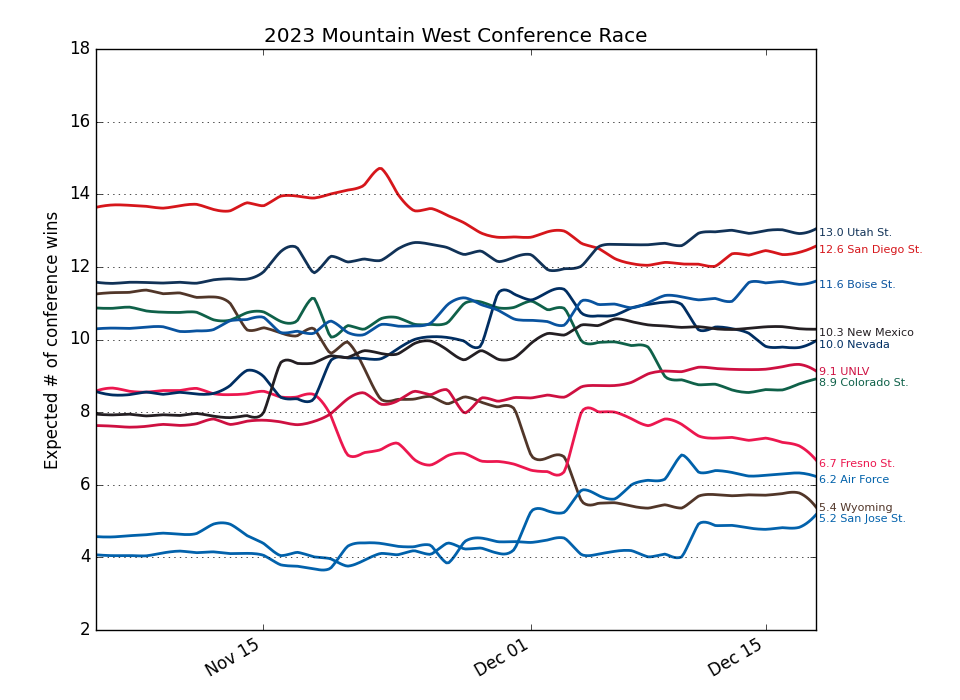 2023 Mountain West Conference Race
Expected # of conference wins
18
16
14
12
10
8
6
4
2
Nov 15
Dec 01
Dec 15
13.0 Utah St.
12.6 San Diego St.
11.6 Boise St.
10.3 New Mexico
10.0 Nevada
9.1 UNLV
8.9 Colorado St.
6.7 Fresno St.
6.2 Air Force
5.4 Wyoming
5.2 San Jose St.